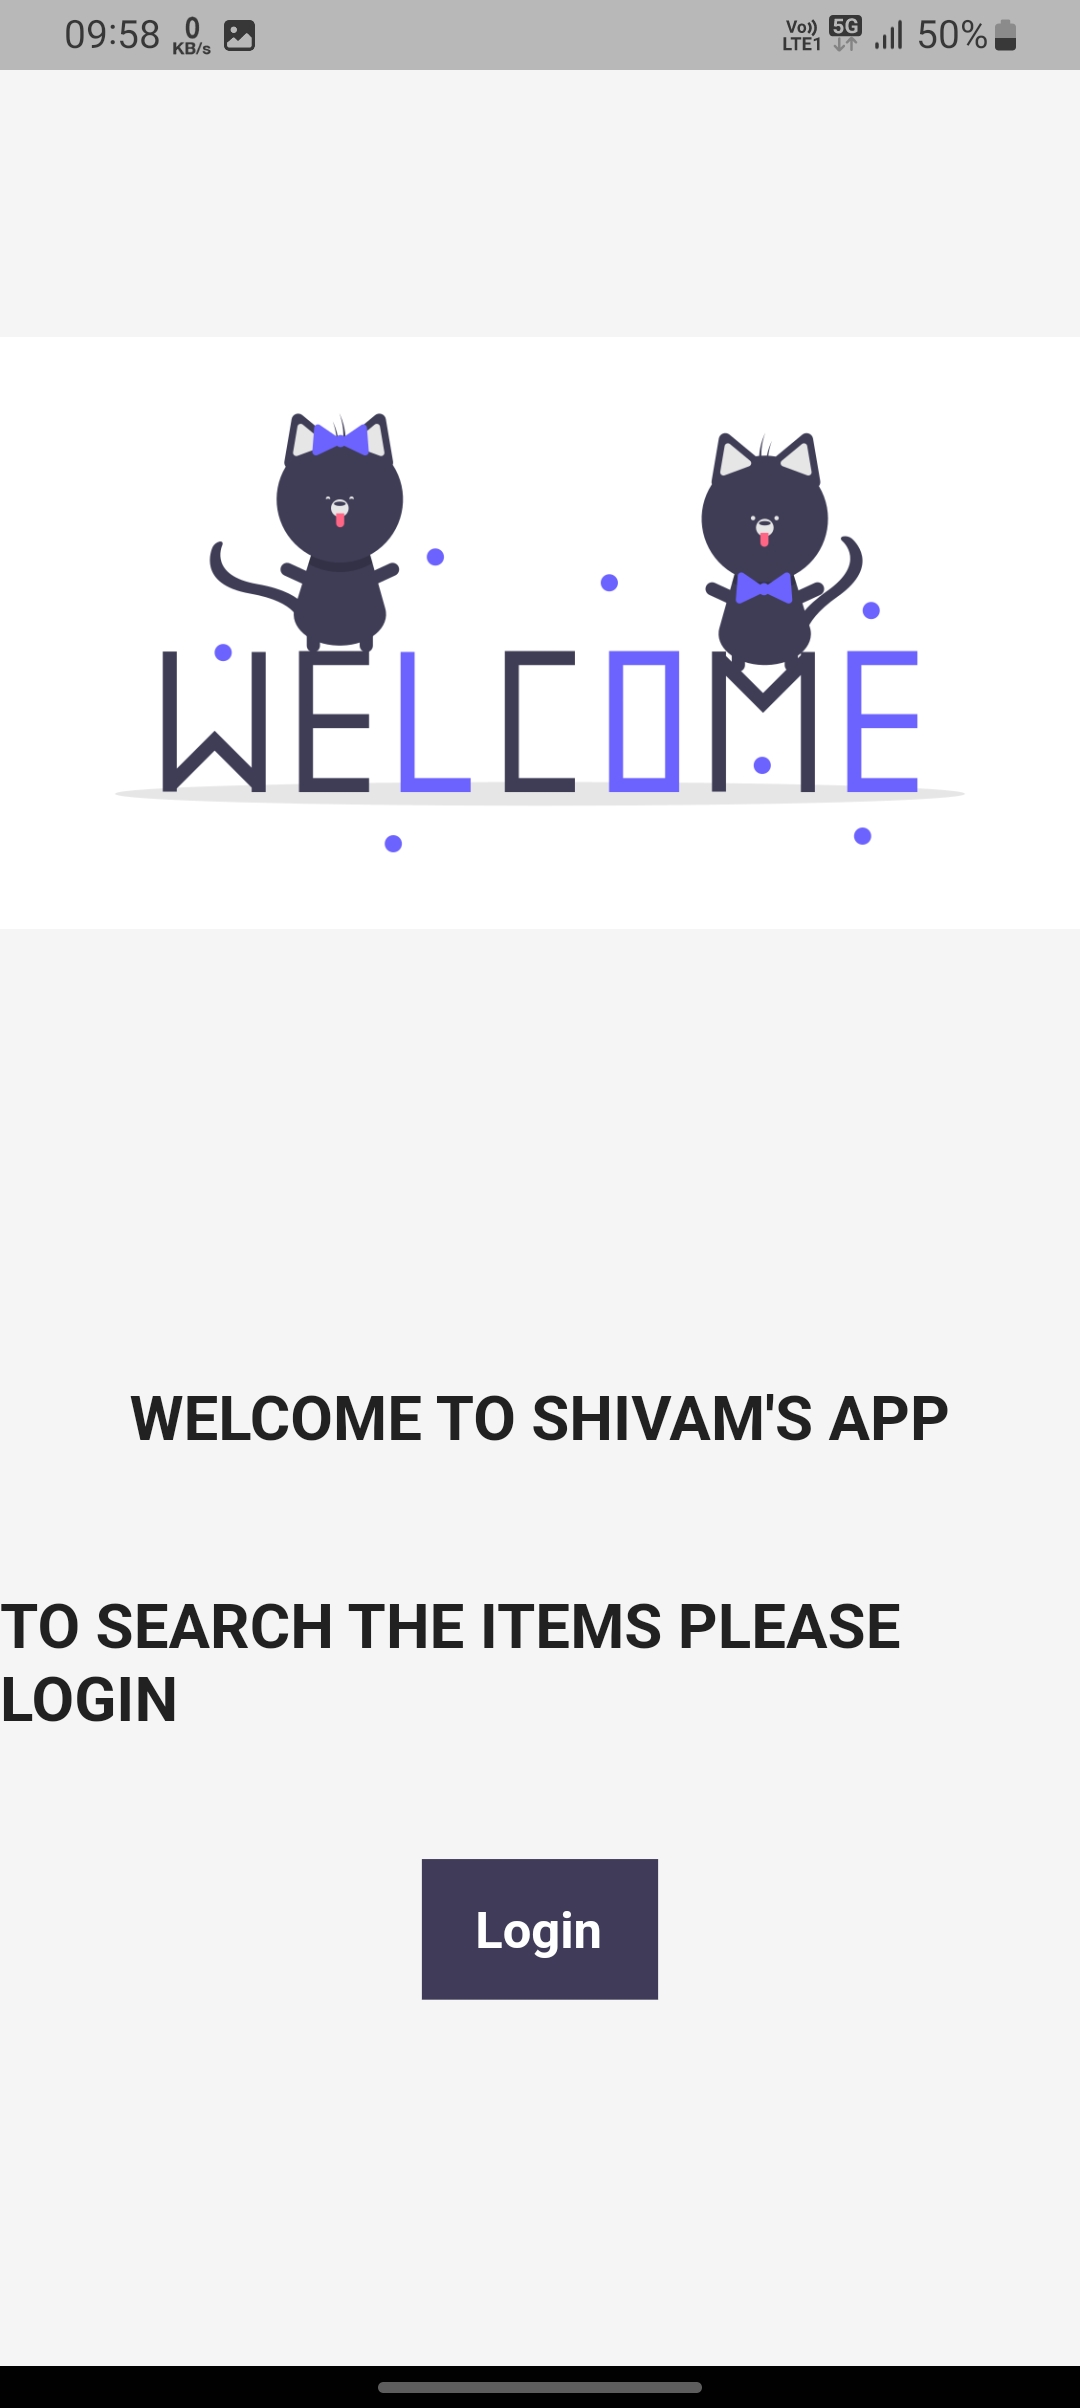 09:58 0 KB/s Vo LTE1 5G 50%
WELCOME
WELCOME TO SHIVAM'S APP
TO SEARCH THE ITEMS PLEASE
LOGIN
Login